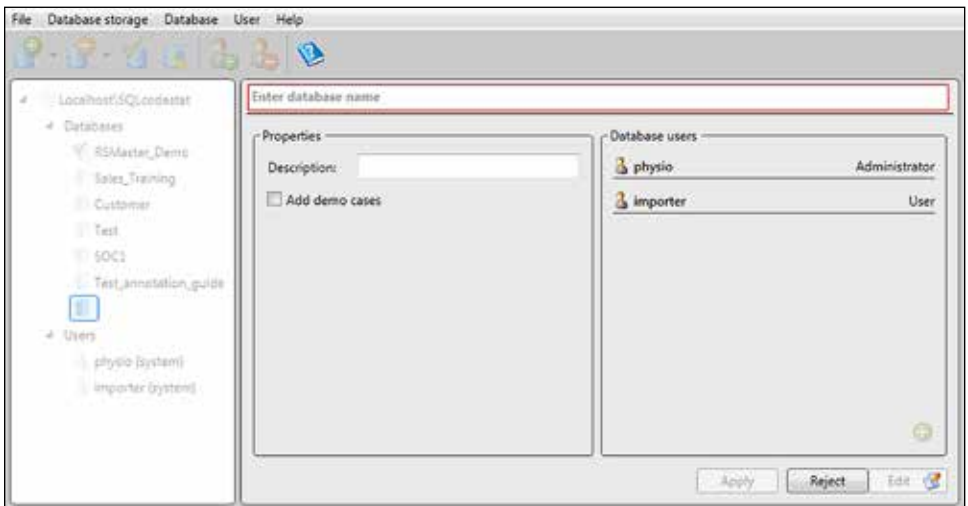 File Database storage Database User Help
Localhost\SQLcodestat
Enter database name
Databases
RSMaster_Demo
Sales_Training
Customer
Test
SOC1
Test_annotation_guide
Users
physio (system)
importer (system)
Properties
Description:
Add demo cases
Database users
physio Administrator
importer User
Apply Reject Edit